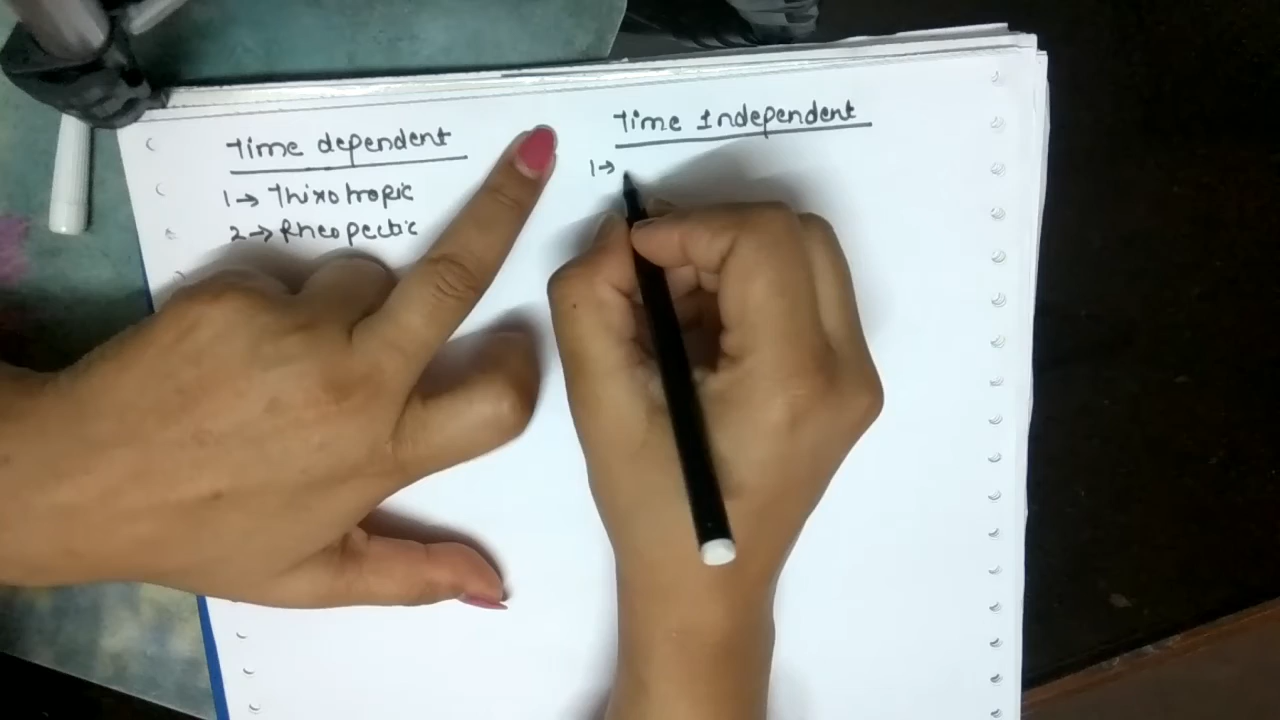 Time dependent
1→ Thixotropic
2→ Rheopectic
Time Independent
1→